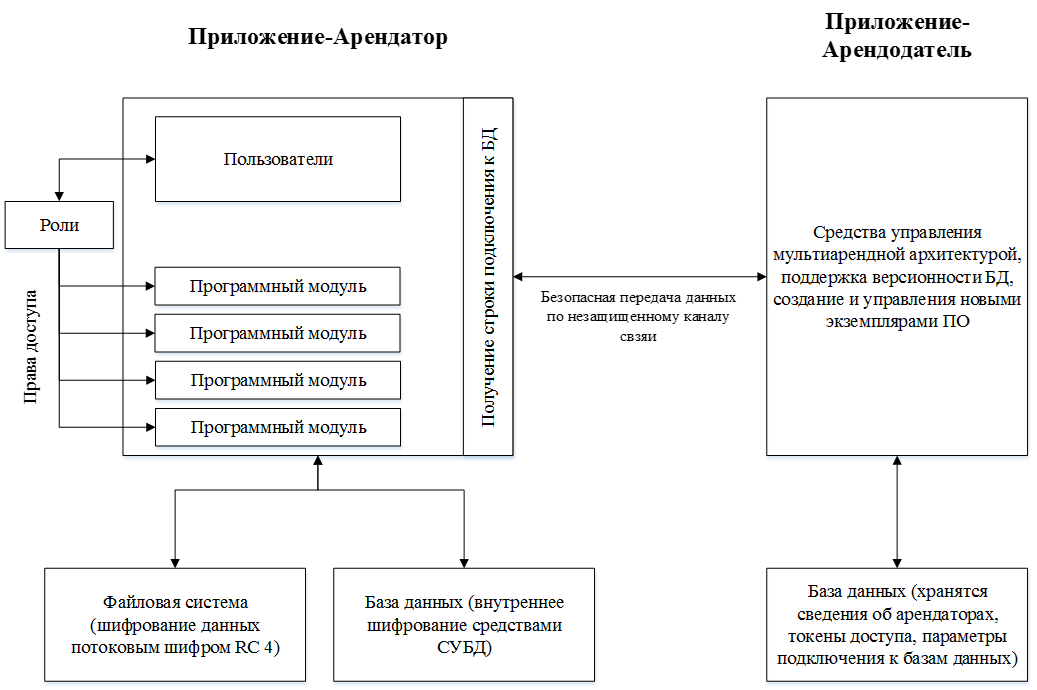 Приложение-Арендатор
Приложение-
Арендодатель
Пользователи
Роли
Права доступа
Программный модуль
Программный модуль
Программный модуль
Программный модуль
Получение строки подключения к БД
Безопасная передача данных
по незащищенному каналу
свзяи
Средства управления
мультиарендной архитектурой,
поддержка версионности БД,
создание и управления новыми
экземплярами ПО
Файловая система
(шифрование данных
потоковым шифром RC 4)
База данных (внутреннее
шифрование средствами
СУБД)
База данных (хранятся
сведения об арендаторах,
токены доступа, параметры
подключения к базам данных)